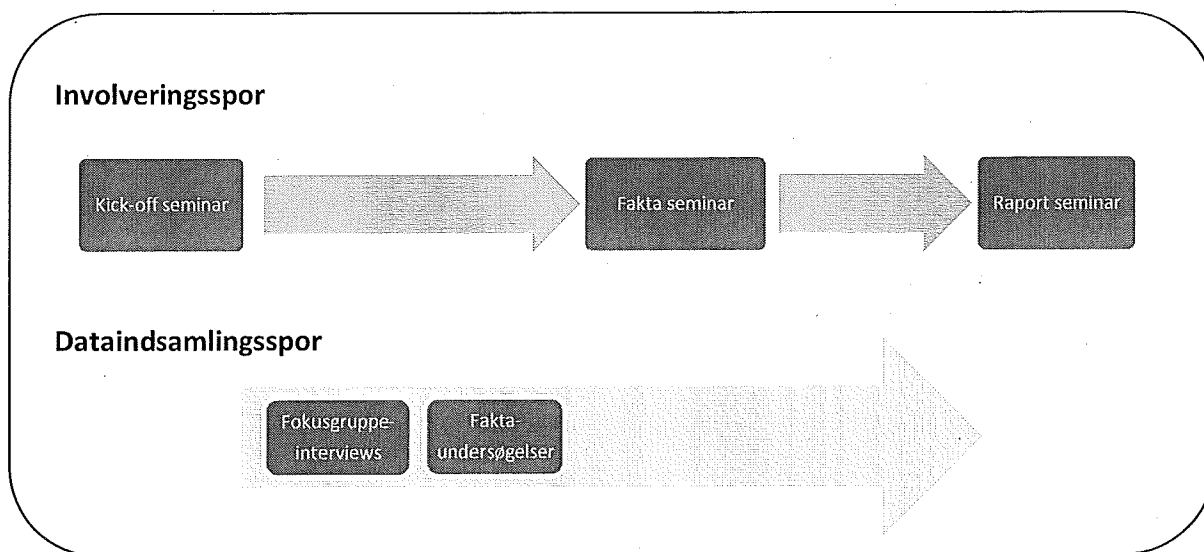 Involveringsspor
Kick-off seminar
Fakta seminar
Raport seminar
Dataindsamlingsspor
Fokusgruppe-
interviews
Fakta-
undersøgelser